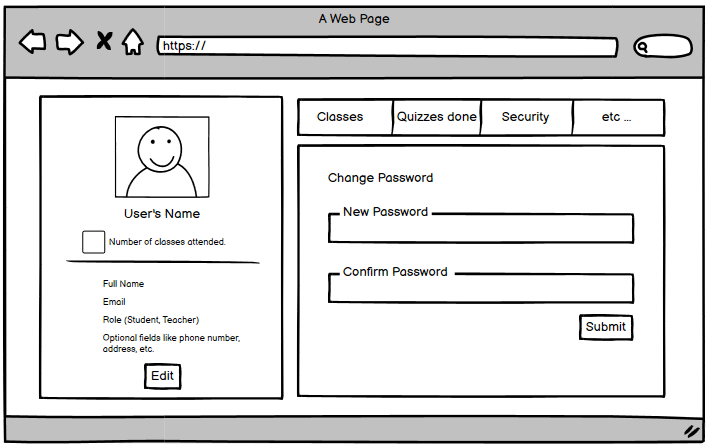 A Web Page
https://
User's Name
Number of classes attended.
Full Name
Email
Role (Student, Teacher)
Optional fields like phone number,
address, etc.
Edit
Classes
Quizzes done
Security
etc ...
Change Password
New Password
Confirm Password
Submit